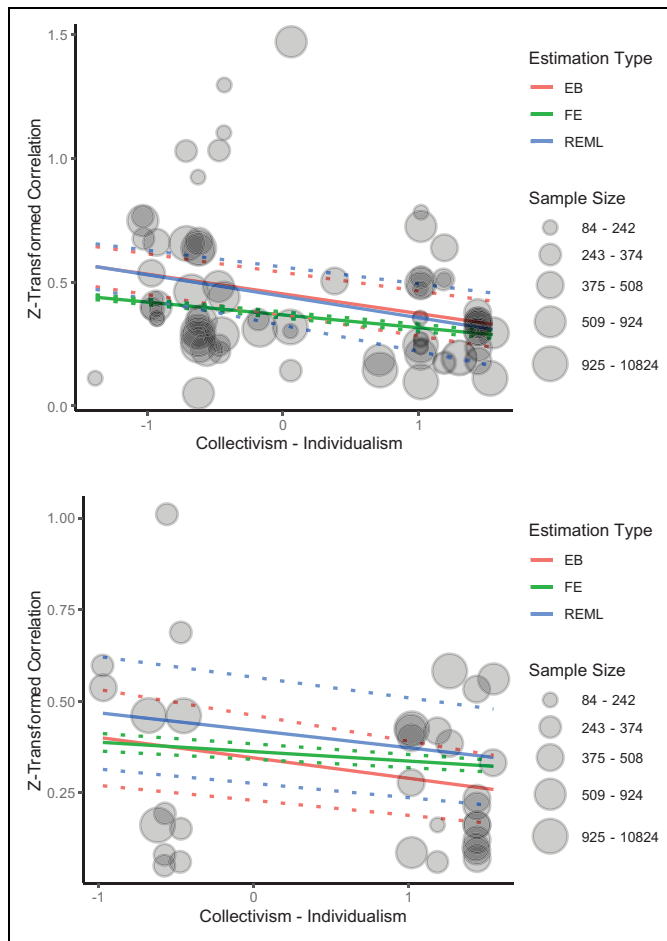 1.5
1.0
0.5
0.0
Z-Transformed Correlation
-1
0
1
Collectivism - Individualism
Estimation Type
EB
FE
REML
Sample Size
84 - 242
243 - 374
375 - 508
509 - 924
925 - 10824
1.00
0.75
0.50
0.25
Z-Transformed Correlation
-1
0
1
Collectivism - Individualism
Estimation Type
EB
FE
REML
Sample Size
84 - 242
243 - 374
375 - 508
509 - 924
925 - 10824